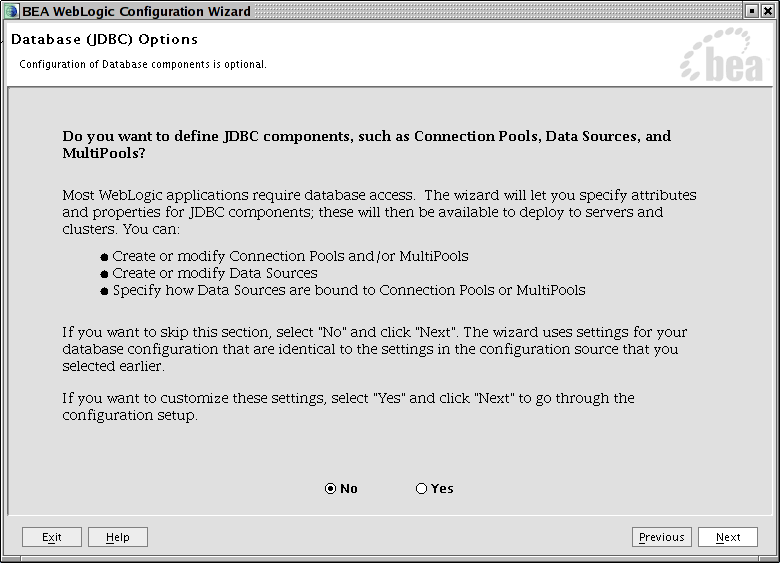 BEA WebLogic Configuration Wizard
Database (JDBC) Options
Configuration of Database components is optional.
bea
Do you want to define JDBC components, such as Connection Pools, Data Sources, and
MultiPools?
Most WebLogic applications require database access.  The wizard will let you specify attributes
and properties for JDBC components; these will then be available to deploy to servers and
clusters. You can:
● Create or modify Connection Pools and/or MultiPools
● Create or modify Data Sources
● Specify how Data Sources are bound to Connection Pools or MultiPools
If you want to skip this section, select "No" and click "Next". The wizard uses settings for your
database configuration that are identical to the settings in the configuration source that you
selected earlier.
If you want to customize these settings, select "Yes" and click "Next" to go through the
configuration setup.
No Yes
Exit Help Previous Next